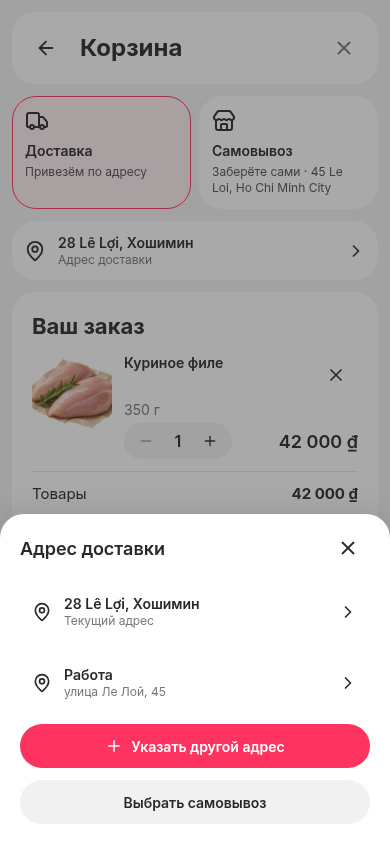 Корзина
Доставка
Привезём по адресу
Самовывоз
Заберёте сами · 45 Le
Loi, Ho Chi Minh City
28 Lê Lợi, Хошимин
Адрес доставки
Ваш заказ
Куриное филе
350 г
1
42 000 ₫
Товары
42 000 ₫
Адрес доставки
28 Lê Lợi, Хошимин
Текущий адрес
Работа
улица Ле Лой, 45
Указать другой адрес
Выбрать самовывоз